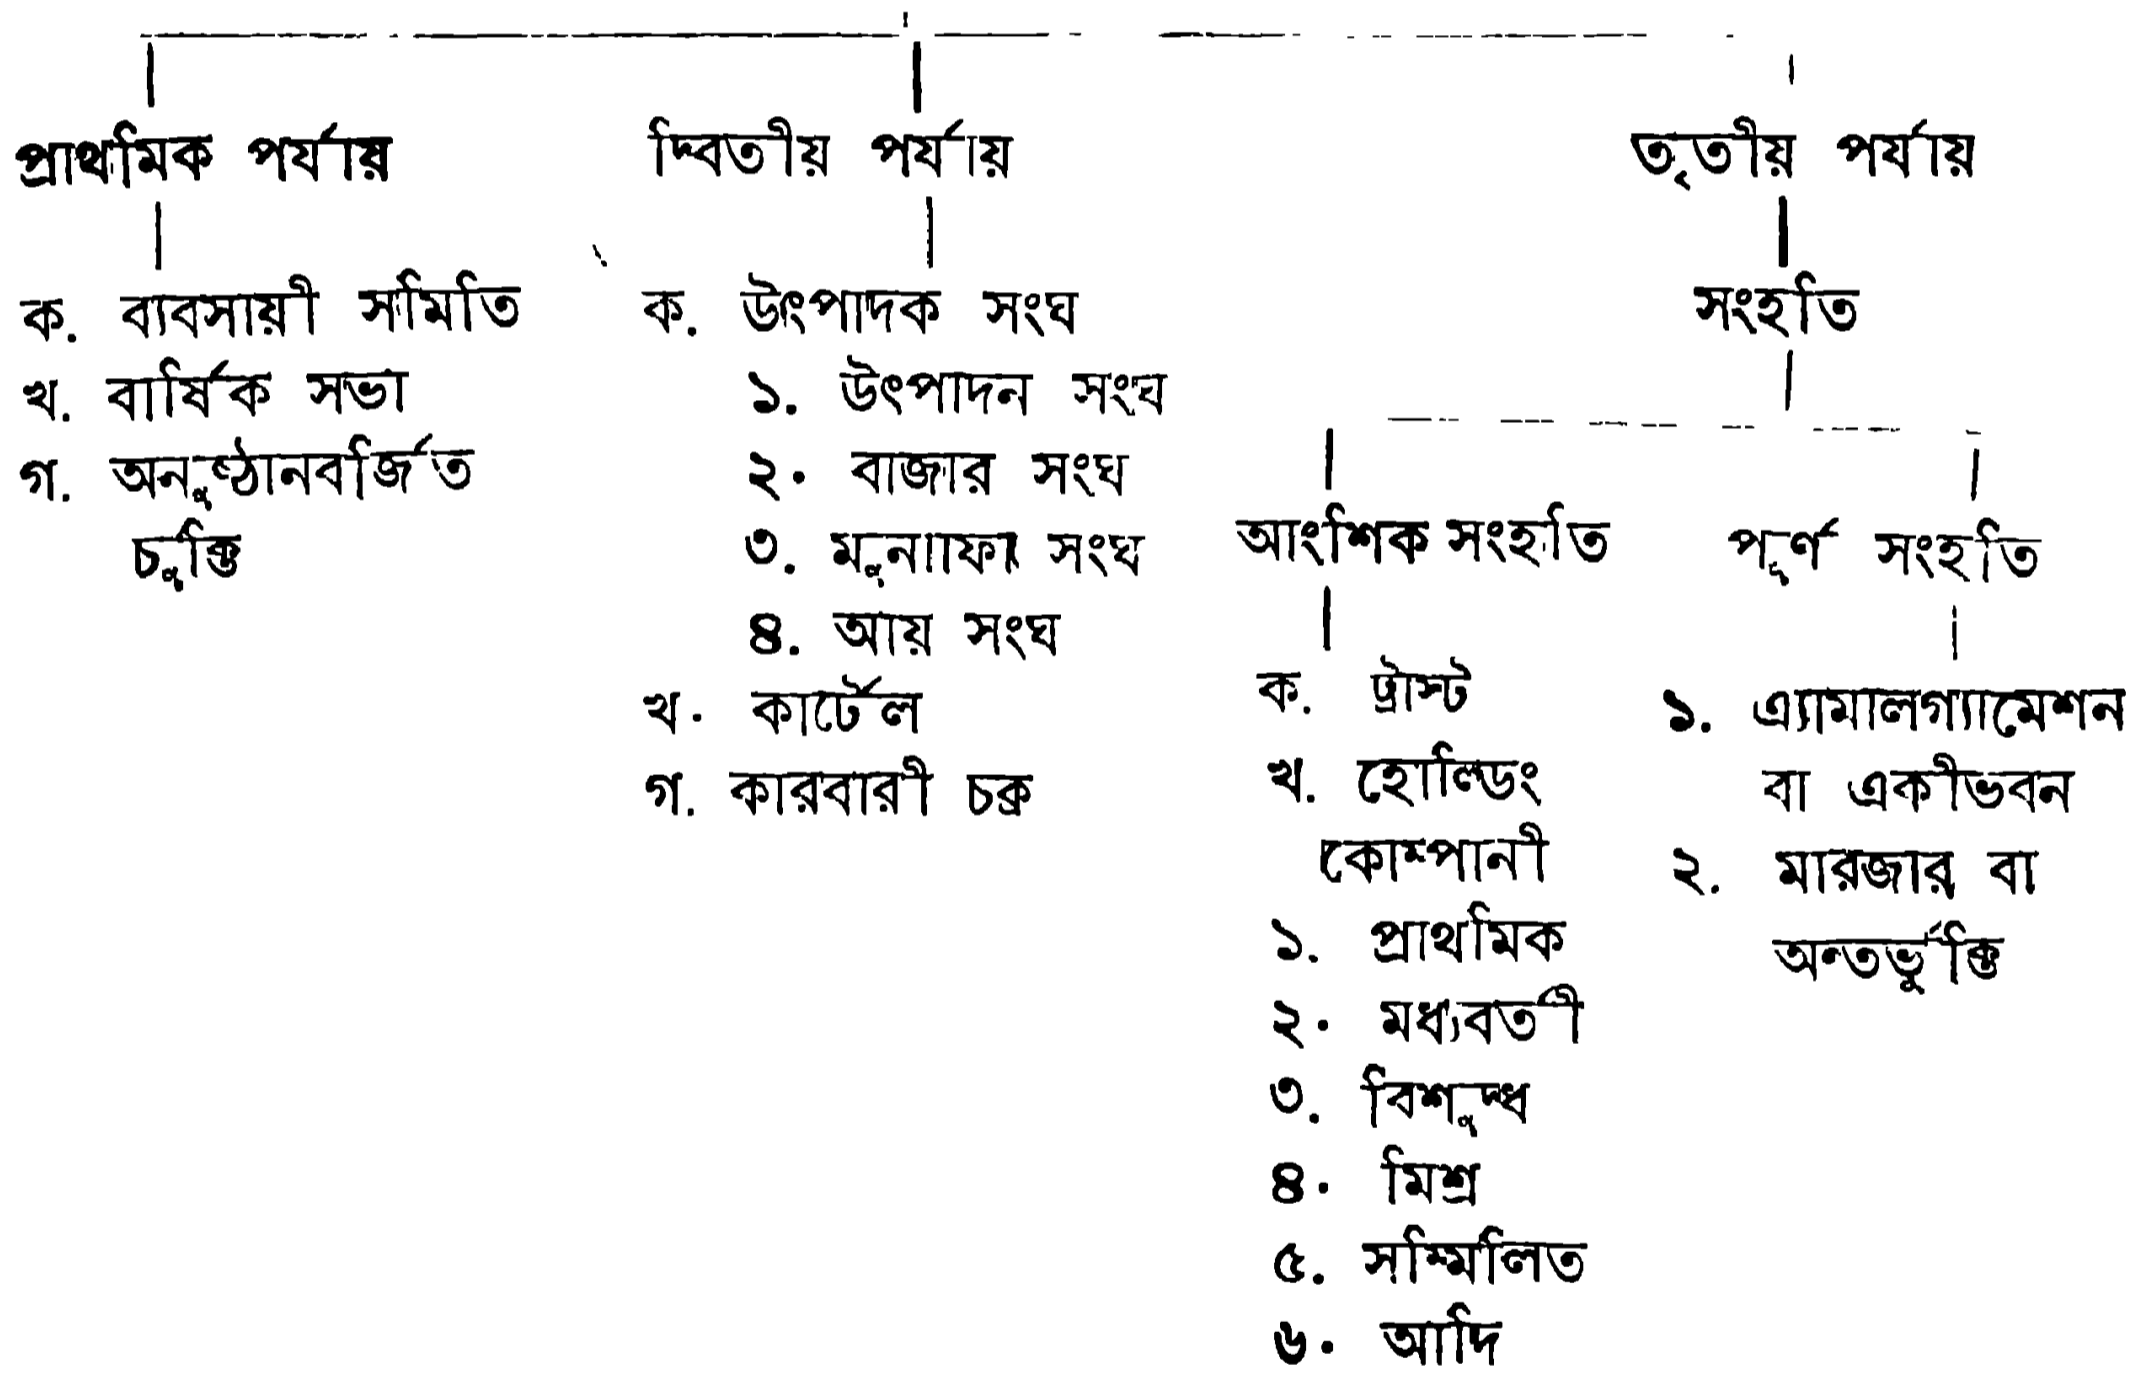 প্রাথমিক পর্যায়
ক. ব্যবসায়ী সমিতি
খ. বার্ষিক সভা
গ. অনুষ্ঠানবর্জিত
চুক্তি
দ্বিতীয় পর্যায়
ক. উৎপাদক সংঘ
১. উৎপাদন সংঘ
২. বাজার সংঘ
৩. মুনাফা সংঘ
৪. আয় সংঘ
খ. কার্টেল
গ. কারবারী চক্র
তৃতীয় পর্যায়
সংহতি
আংশিক সংহতি
ক. ট্রাস্ট
খ. হোল্ডিং
কোম্পানী
১. প্রাথমিক
২. মধ্যবর্তী
৩. বিশুদ্ধ
৪. মিশ্র
৫. সম্মিলিত
৬. আদি
পূর্ণ সংহতি
১. এ্যামালগ্যামেশন
বা একীভবন
২. মারজার বা
অন্তর্ভুক্তি